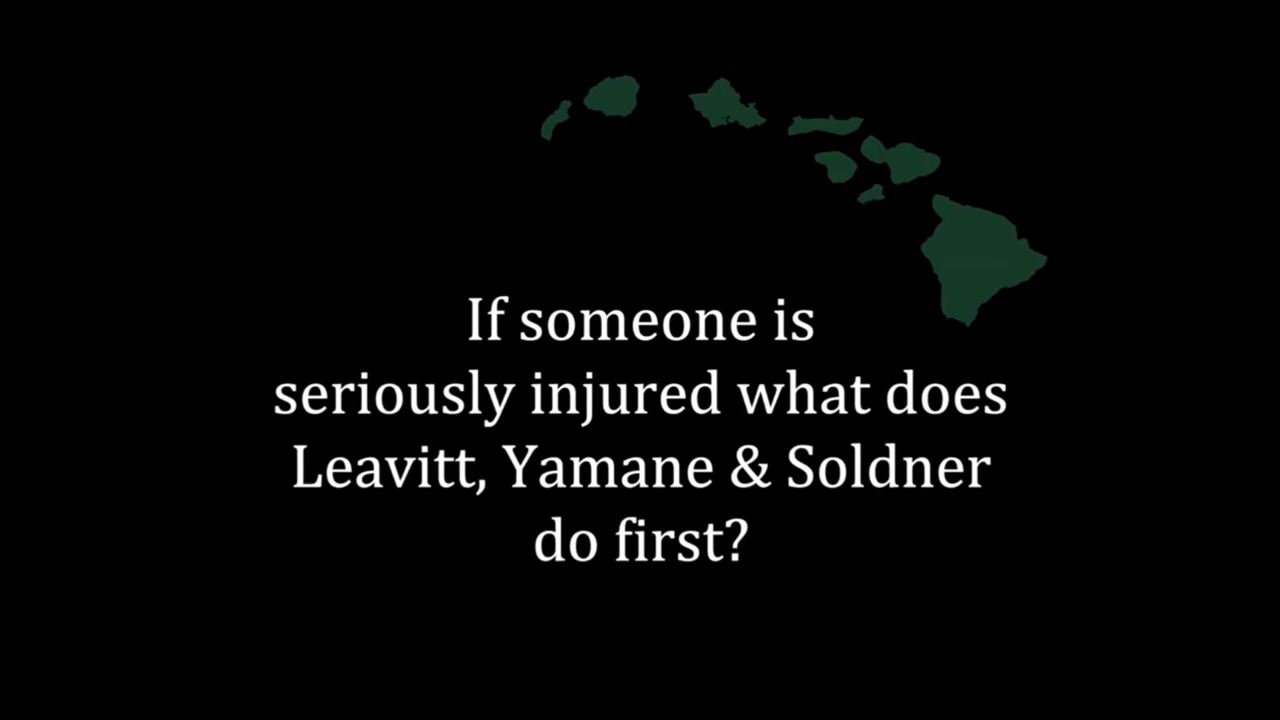 If someone is
seriously injured what does
Leavitt, Yamane & Soldner
do first?